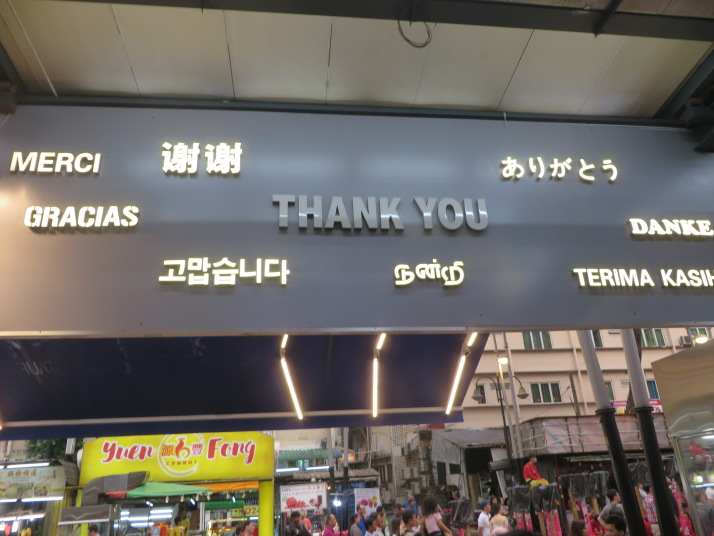 MERCI 谢谢 ありがとう
GRACIAS THANK YOU DANKE
고맙습니다 நன்றி TERIMA KASIH
Yuen Fong